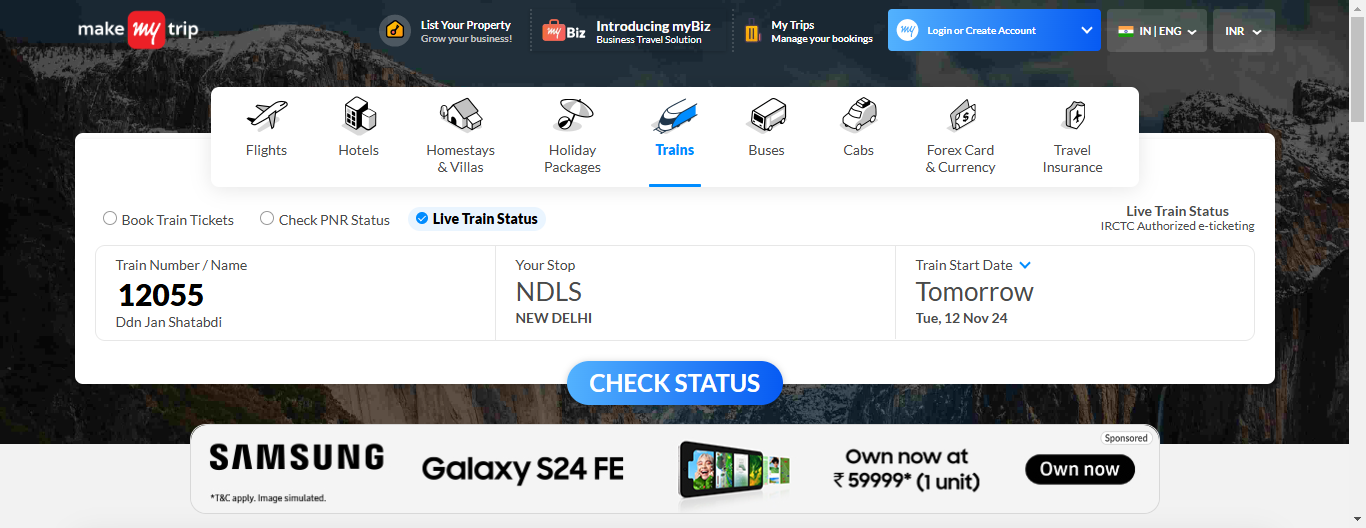 make my trip
List Your Property
Grow your business!
my Biz
Introducing myBiz
Business Travel Solution
My Trips
Manage your bookings
my
Login or Create Account
IN | ENG
INR
Flights
Hotels
Homestays
& Villas
Holiday
Packages
Trains
Buses
Cabs
Forex Card
& Currency
Travel
Insurance
Book Train Tickets
Check PNR Status
Live Train Status
Live Train Status
IRCTC Authorized e-ticketing
Train Number / Name
12055
Ddn Jan Shatabdi
Your Stop
NDLS
NEW DELHI
Train Start Date
Tomorrow
Tue, 12 Nov 24
CHECK STATUS
Sponsored
SAMSUNG
*T&C apply. Image simulated.
Galaxy S24 FE
Own now at
₹ 59999* (1 unit)
Own now